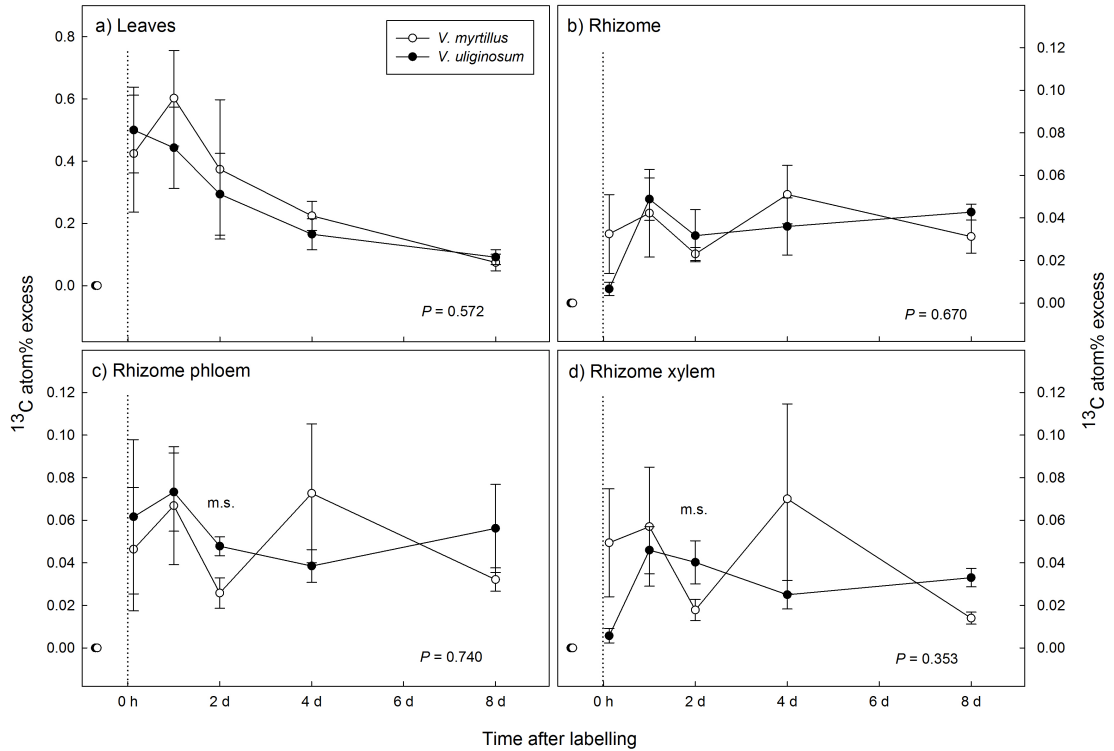 a) Leaves
V. myrtillus
V. uliginosum
0.8
0.6
0.4
0.2
0.0
P = 0.572
b) Rhizome
0.12
0.10
0.08
0.06
0.04
0.02
0.00
P = 0.670
13C atom% excess
13C atom% excess
c) Rhizome phloem
0.12
0.10
0.08
0.06
0.04
0.02
0.00
m.s.
P = 0.740
0 h 2 d 4 d 6 d 8 d
d) Rhizome xylem
0.12
0.10
0.08
0.06
0.04
0.02
0.00
m.s.
P = 0.353
0 h 2 d 4 d 6 d 8 d
Time after labelling